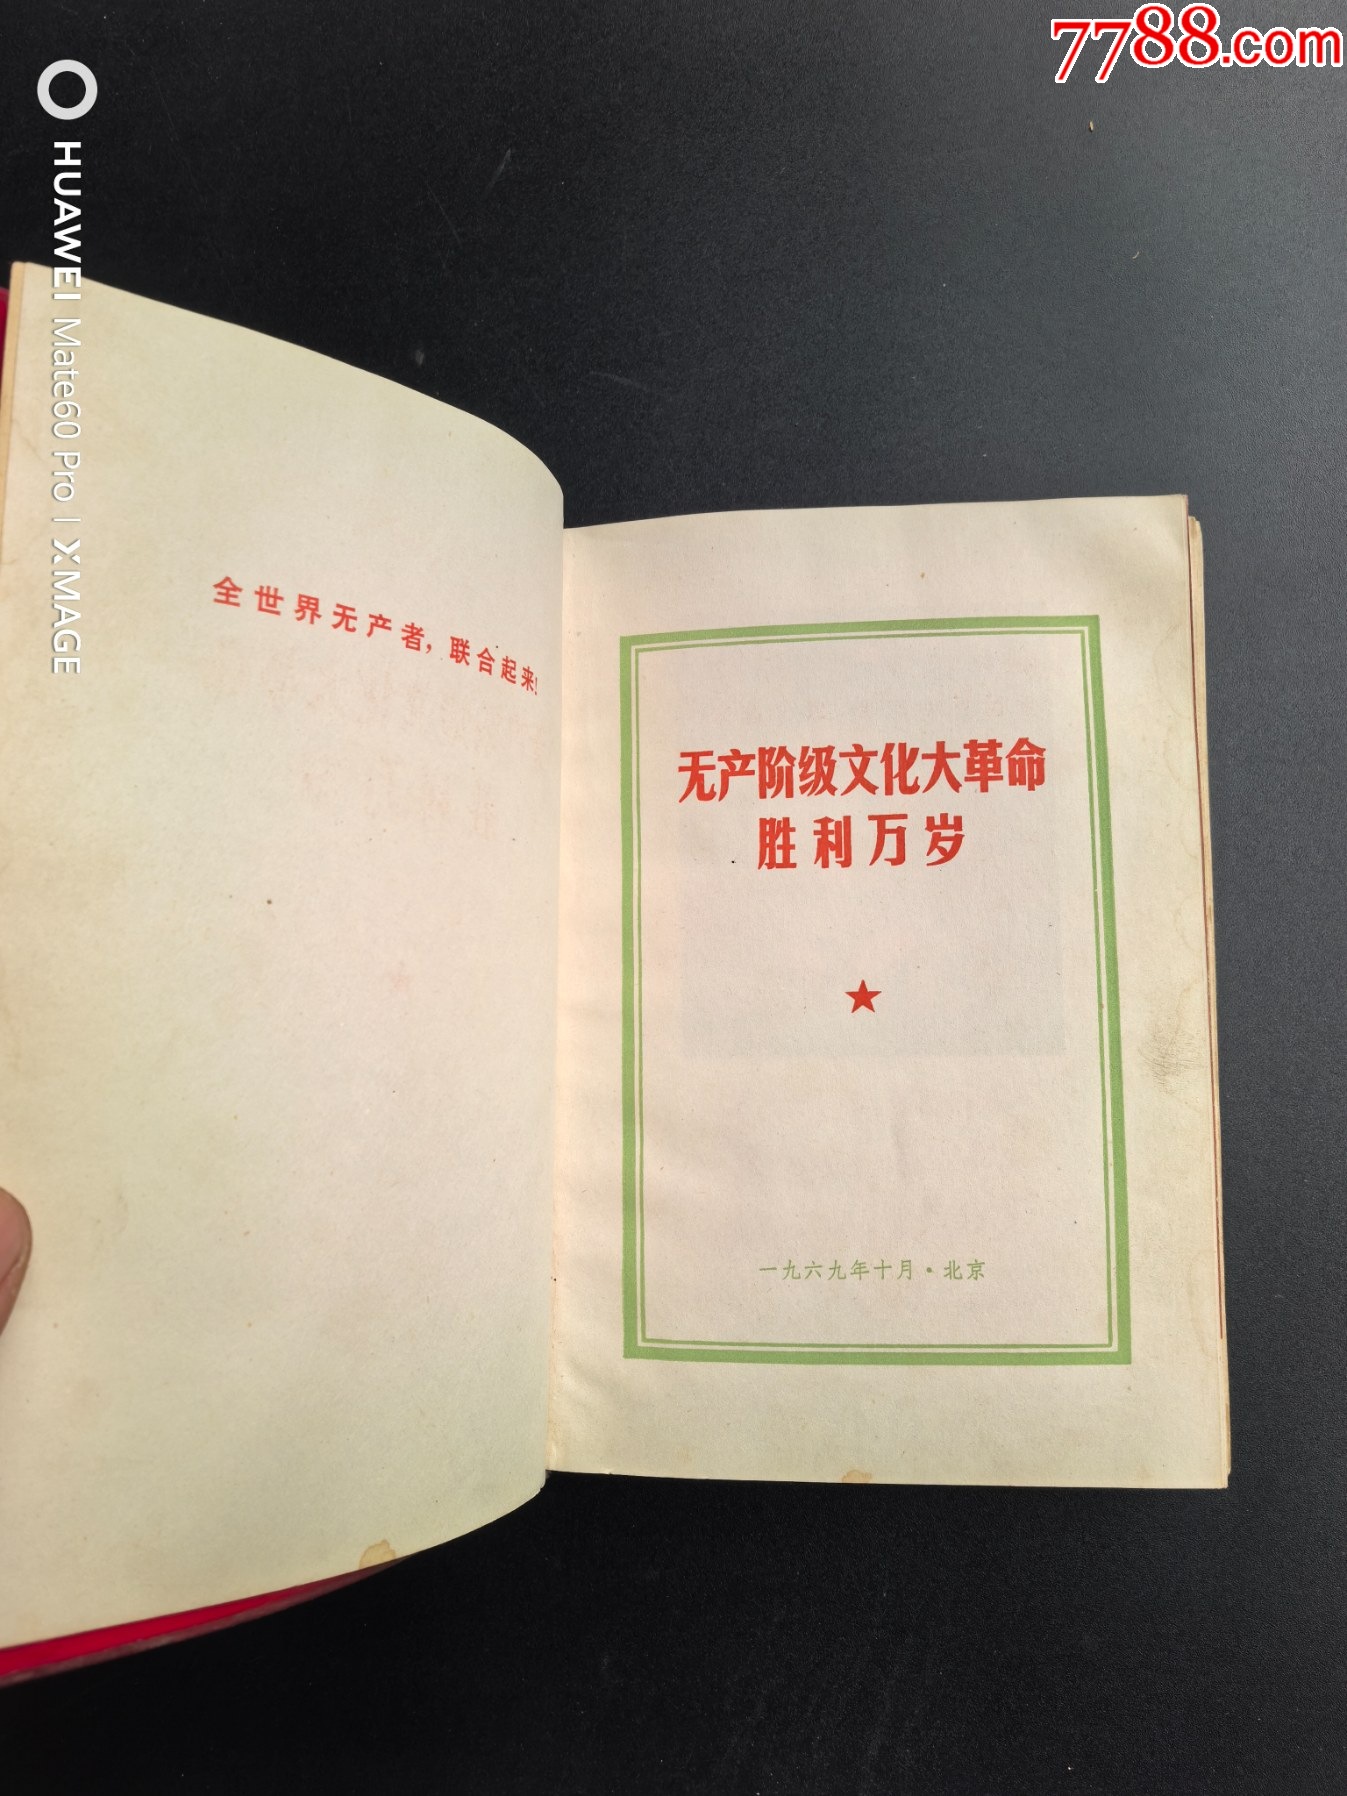 7788.com
HUAWEI Mate60 Pro | XMAGE
全世界无产者，联合起来！
无产阶级文化大革命
胜利万岁
一九六九年十月·北京